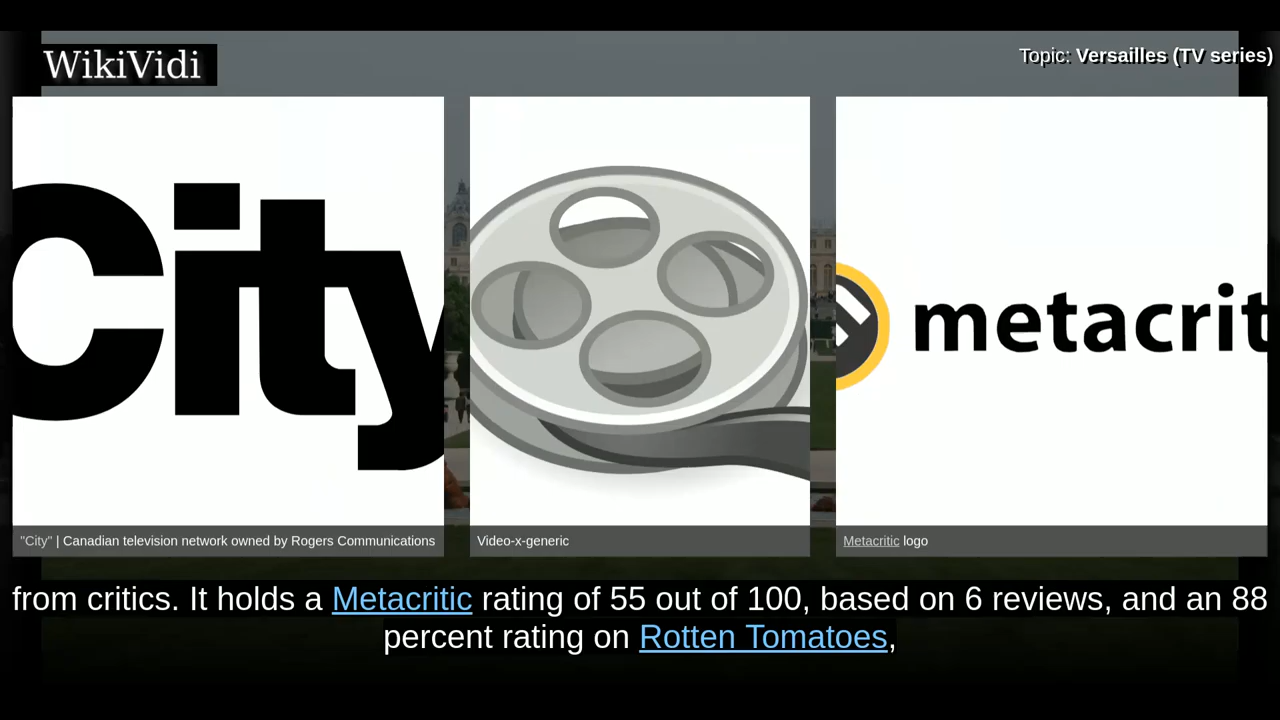 WikiVidi
Topic: Versailles (TV series)
City
metacrit
"City" | Canadian television network owned by Rogers Communications
Video-x-generic
Metacritic logo
from critics. It holds a Metacritic rating of 55 out of 100, based on 6 reviews, and an 88
percent rating on Rotten Tomatoes,